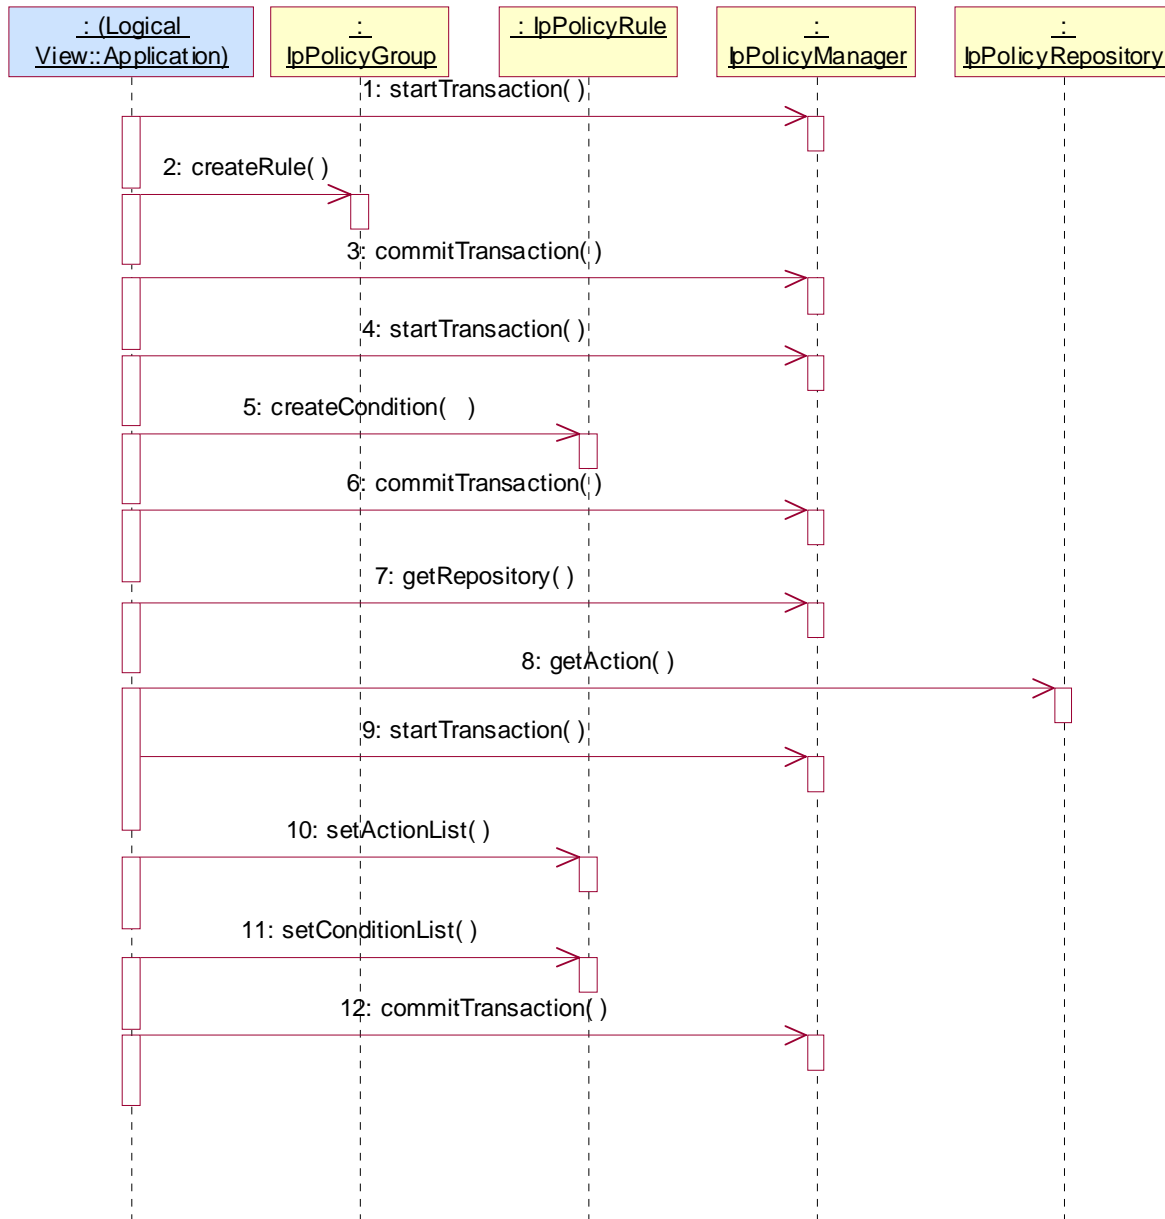 : (Logical
View::Application)
:
IpPolicyGroup
: IpPolicyRule
:
IpPolicyManager
:
IpPolicyRepository
1: startTransaction( )
2: createRule( )
3: commitTransaction( )
4: startTransaction( )
5: createCondition(   )
6: commitTransaction( )
7: getRepository( )
8: getAction( )
9: startTransaction( )
10: setActionList( )
11: setConditionList( )
12: commitTransaction( )